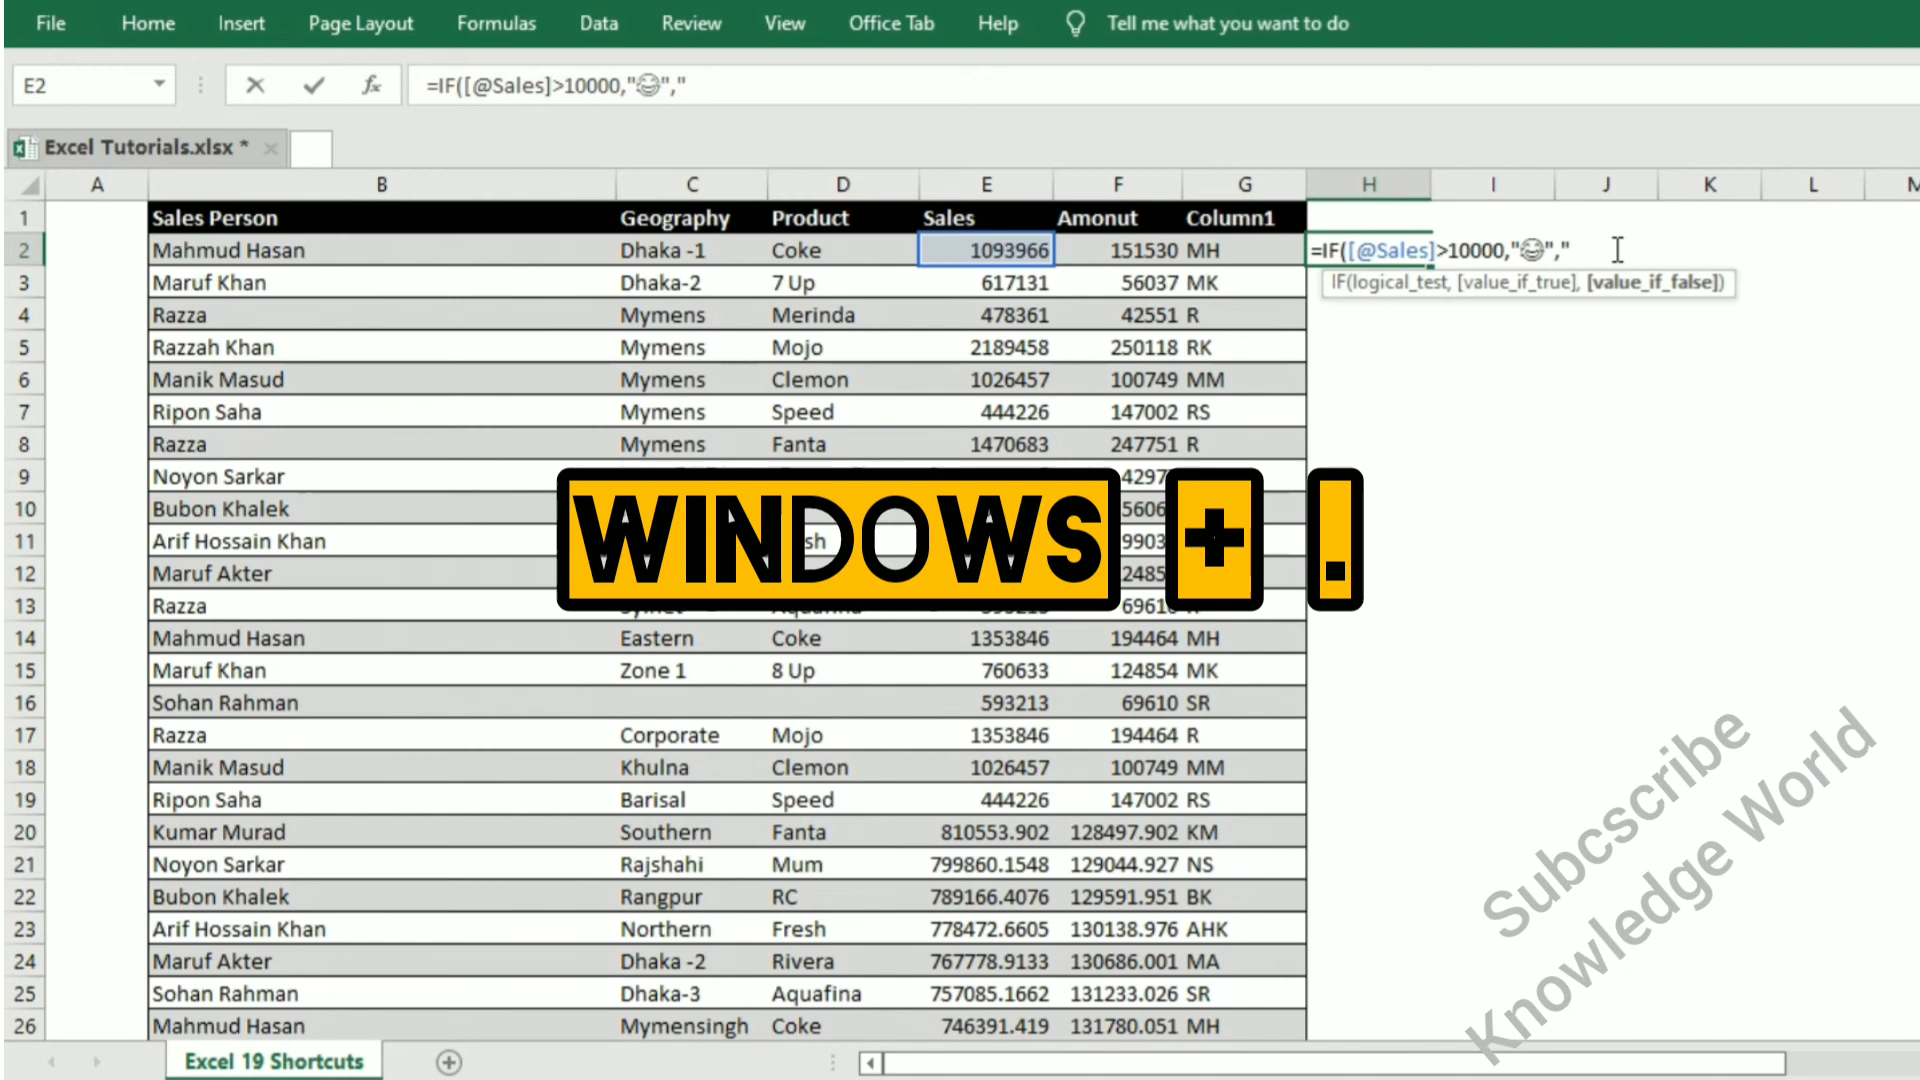 File Home Insert Page Layout Formulas Data Review View Office Tab Help Tell me what you want to do
E2 fx =IF([@Sales]>10000,"😂","
Excel Tutorials.xlsx *
A B C D E F G H I J K L M
1 Sales Person Geography Product Sales Amonut Column1
2 Mahmud Hasan Dhaka -1 Coke 1093966 151530 MH =IF([@Sales]>10000,"😂","
3 Maruf Khan Dhaka-2 7 Up 617131 56037 MK IF(logical_test, [value_if_true], [value_if_false])
4 Razza Mymens Merinda 478361 42551 R
5 Razzah Khan Mymens Mojo 2189458 250118 RK
6 Manik Masud Mymens Clemon 1026457 100749 MM
7 Ripon Saha Mymens Speed 444226 147002 RS
8 Razza Mymens Fanta 1470683 247751 R
9 Noyon Sarkar
10 Bubon Khalek
11 Arif Hossain Khan
12 Maruf Akter
13 Razza
WINDOWS + .
14 Mahmud Hasan Eastern Coke 1353846 194464 MH
15 Maruf Khan Zone 1 8 Up 760633 124854 MK
16 Sohan Rahman 593213 69610 SR
17 Razza Corporate Mojo 1353846 194464 R
18 Manik Masud Khulna Clemon 1026457 100749 MM
19 Ripon Saha Barisal Speed 444226 147002 RS
20 Kumar Murad Southern Fanta 810553.902 128497.902 KM
21 Noyon Sarkar Rajshahi Mum 799860.1548 129044.927 NS
22 Bubon Khalek Rangpur RC 789166.4076 129591.951 BK
23 Arif Hossain Khan Northern Fresh 778472.6605 130138.976 AHK
24 Maruf Akter Dhaka -2 Rivera 767778.9133 130686.001 MA
25 Sohan Rahman Dhaka-3 Aquafina 757085.1662 131233.026 SR
26 Mahmud Hasan Mymensingh Coke 746391.419 131780.051 MH
Subcscribe
Knowledge World
Excel 19 Shortcuts